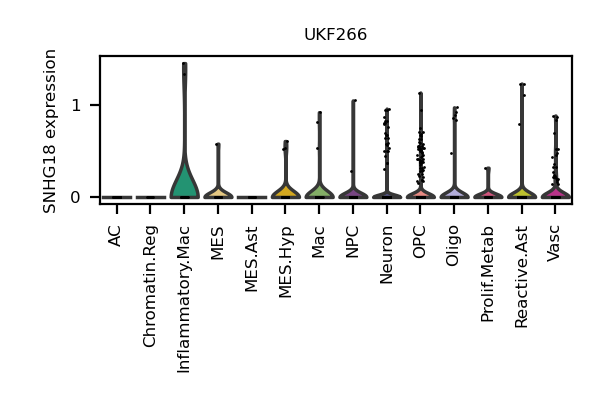 UKF266
SNHG18 expression
1
0
AC
Chromatin.Reg
Inflammatory.Mac
MES
MES.Ast
MES.Hyp
Mac
NPC
Neuron
OPC
Oligo
Prolif.Metab
Reactive.Ast
Vasc